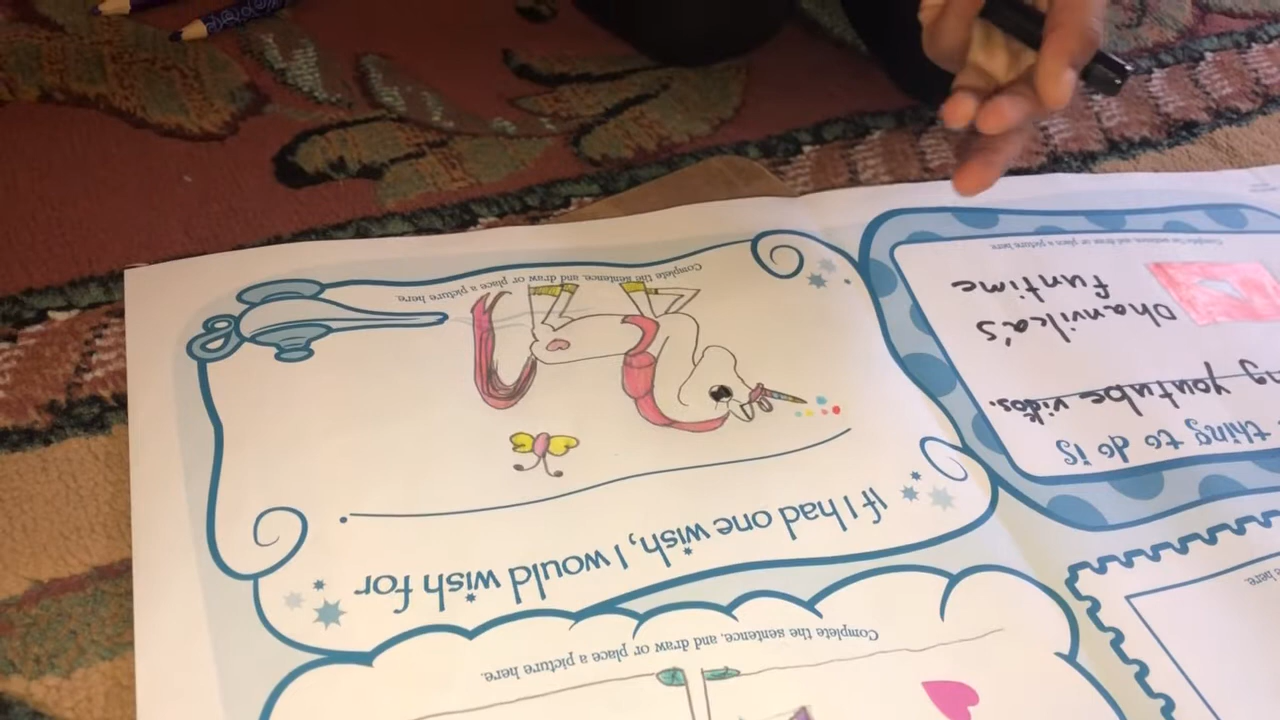 Complete the sentence, and draw or place a picture here.
here.
If I had one wish, I would wish for
.
Complete the sentence, and draw or place a picture here.
thing to do is
ng youtube vidos.
Dhanvika's
funtime
Complete the sentence, and draw or place a picture here.